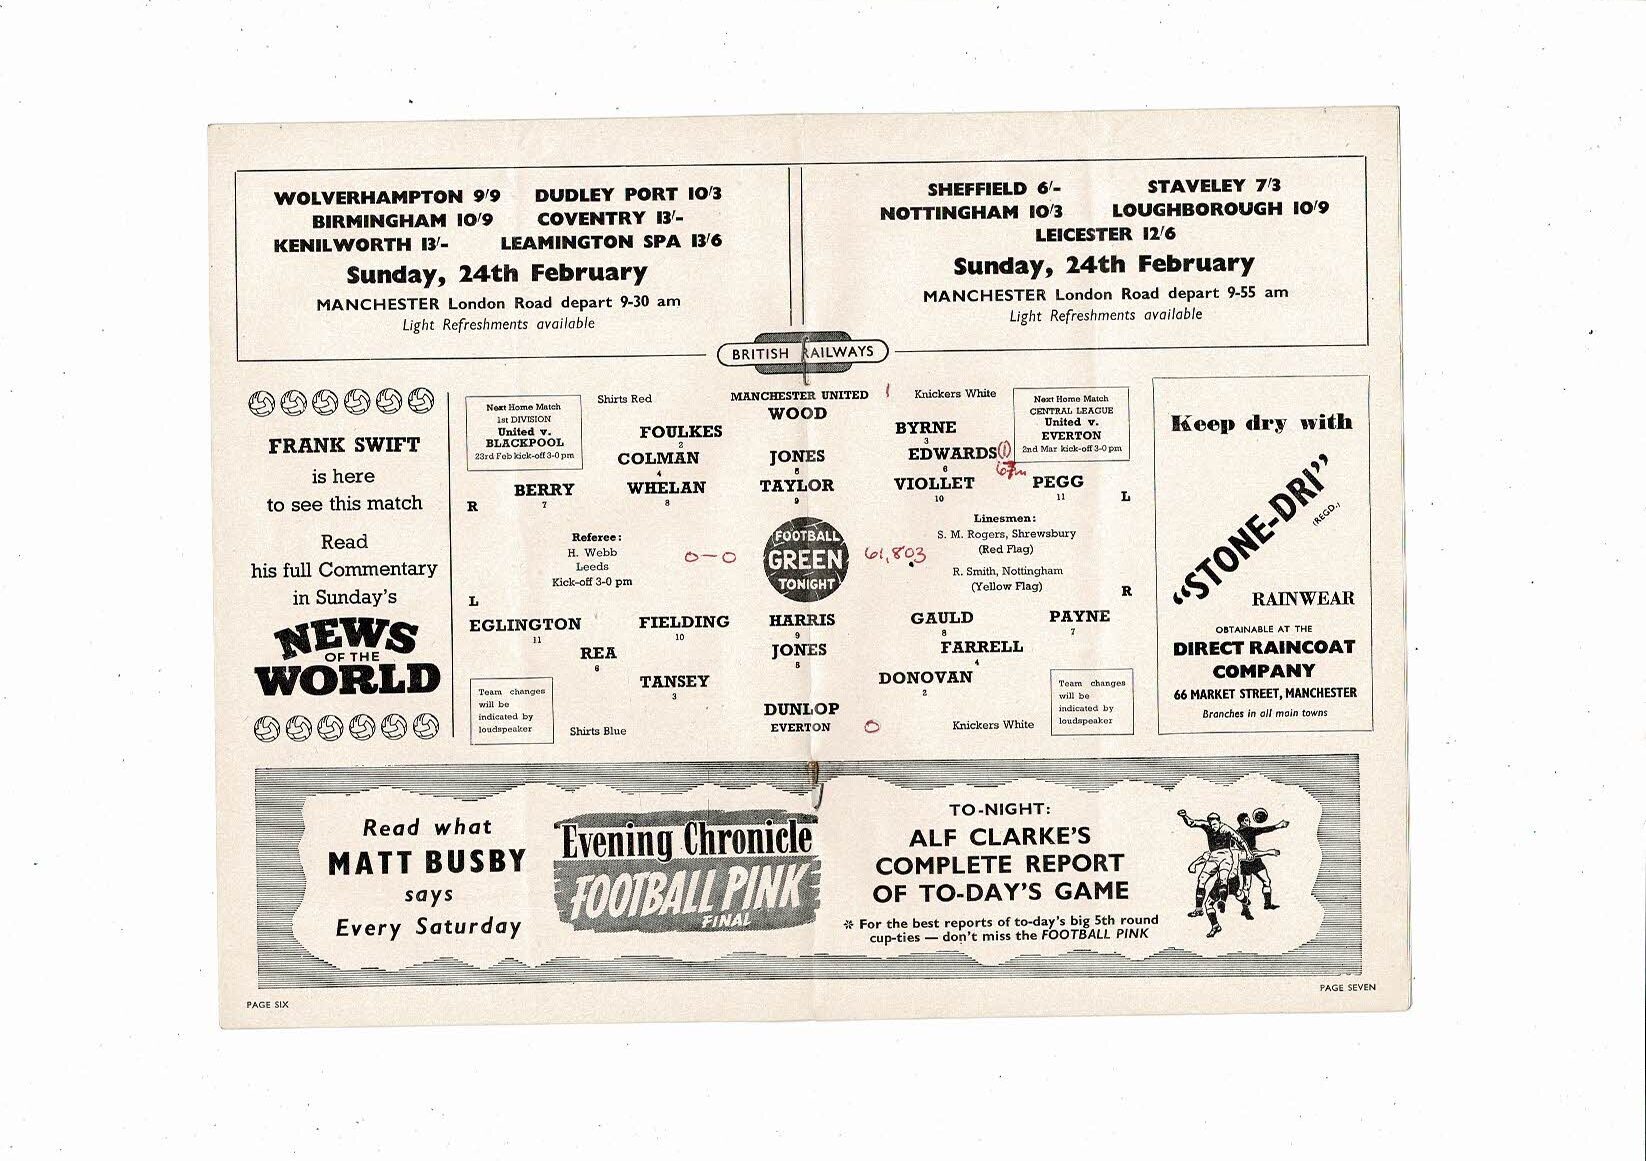 WOLVERHAMPTON 9/9 DUDLEY PORT 10/3
BIRMINGHAM 10/9 COVENTRY 13/-
KENILWORTH 13/- LEAMINGTON SPA 13/6
Sunday, 24th February
MANCHESTER London Road depart 9-30 am
Light Refreshments available
SHEFFIELD 6/- STAVELEY 7/3
NOTTINGHAM 10/3 LOUGHBOROUGH 10/9
LEICESTER 12/6
Sunday, 24th February
MANCHESTER London Road depart 9-55 am
Light Refreshments available
BRITISH RAILWAYS
FRANK SWIFT
is here
to see this match
Read
his full Commentary
in Sunday's
NEWS
OF THE
WORLD
Next Home Match
1st DIVISION
United v.
BLACKPOOL
23rd Feb kick-off 3-0 pm
Shirts Red
MANCHESTER UNITED 1
Knickers White
Next Home Match
CENTRAL LEAGUE
United v.
EVERTON
2nd Mar kick-off 3-0 pm
WOOD
FOULKES BYRNE
2 3
COLMAN JONES EDWARDS (1)
4 5 6 67m
BERRY WHELAN TAYLOR VIOLLET PEGG
R 7 8 9 10 11 L
Referee:
H. Webb
Leeds
Kick-off 3-0 pm
0-0
FOOTBALL
GREEN
TONIGHT
61,803
Linesmen:
S. M. Rogers, Shrewsbury
(Red Flag)
R. Smith, Nottingham
(Yellow Flag)
L R
EGLINGTON FIELDING HARRIS GAULD PAYNE
11 10 9 8 7
REA JONES FARRELL
6 5 4
TANSEY DONOVAN
3 2
DUNLOP
EVERTON 0
Team changes
will be
indicated by
loudspeaker
Shirts Blue
Knickers White
Team changes
will be
indicated by
loudspeaker
Keep dry with
"STONE-DRI"
(REGD.)
RAINWEAR
OBTAINABLE AT THE
DIRECT RAINCOAT
COMPANY
66 MARKET STREET, MANCHESTER
Branches in all main towns
Read what
MATT BUSBY
says
Every Saturday
Evening Chronicle
FOOTBALL PINK
FINAL
TO-NIGHT:
ALF CLARKE'S
COMPLETE REPORT
OF TO-DAY'S GAME
* For the best reports of to-day's big 5th round
cup-ties — don't miss the FOOTBALL PINK
PAGE SIX
PAGE SEVEN